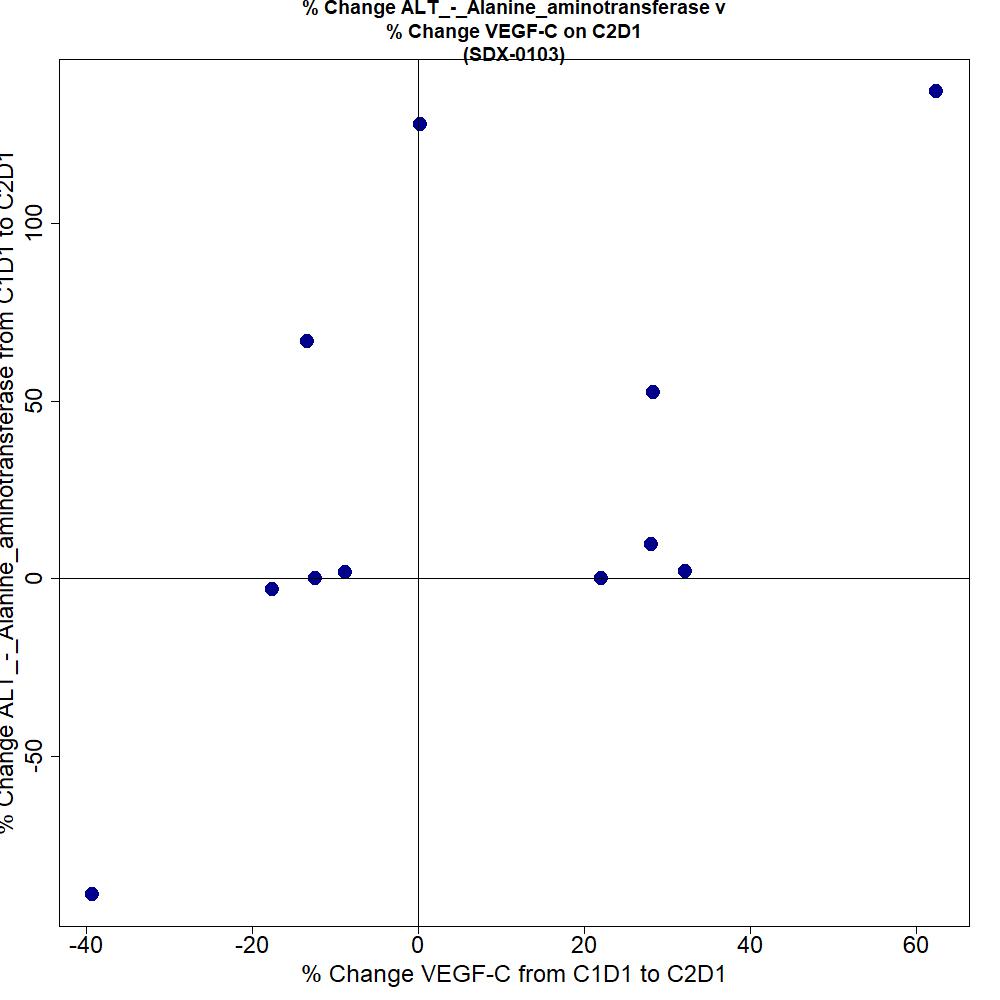 % Change ALT_-_Alanine_aminotransferase v
% Change VEGF-C on C2D1
(SDX-0103)
% Change ALT_-_Alanine_aminotransferase from C1D1 to C2D1
100
50
0
-50
-40
-20
0
20
40
60
% Change VEGF-C from C1D1 to C2D1